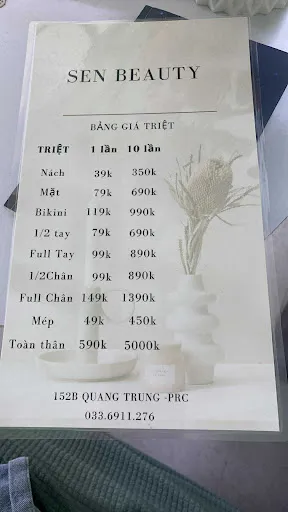 SEN BEAUTY
BẢNG GIÁ TRIỆT
TRIỆT 1 lần 10 lần
Nách 39k 350k
Mặt 79k 690k
Bikini 119k 990k
1/2 tay 79k 690k
Full Tay 99k 890k
1/2Chân 99k 890k
Full Chân 149k 1390k
Mép 49k 450k
Toàn thân 590k 5000k
152B QUANG TRUNG -PRC
033.6911.276